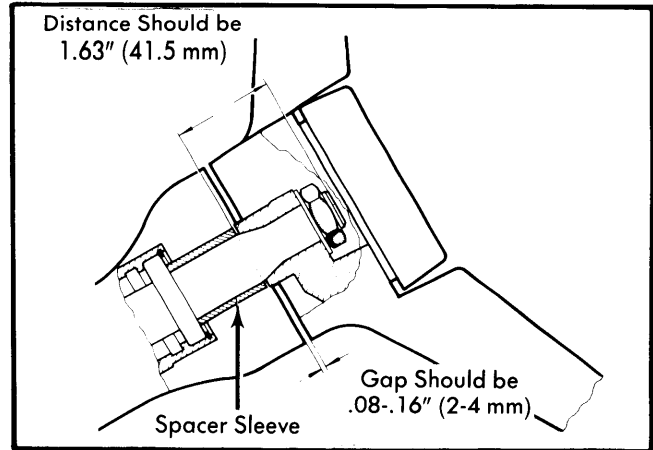 Distance Should be
1.63" (41.5 mm)
Gap Should be
.08-.16" (2-4 mm)
Spacer Sleeve